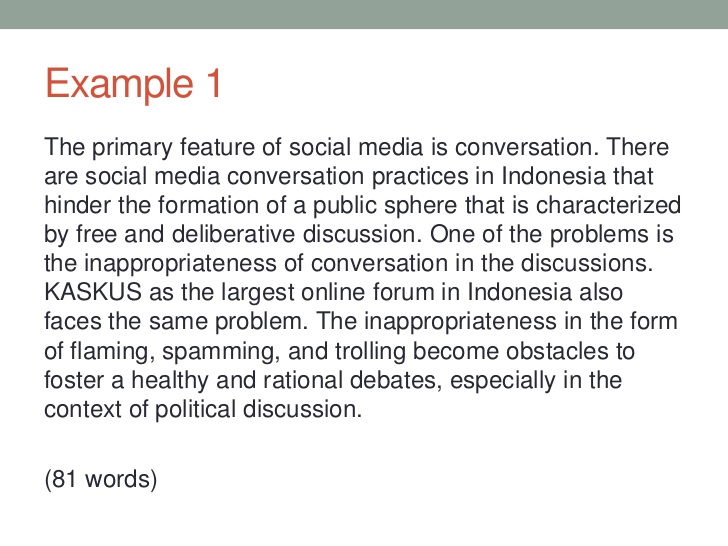 Example 1
The primary feature of social media is conversation. There
are social media conversation practices in Indonesia that
hinder the formation of a public sphere that is characterized
by free and deliberative discussion. One of the problems is
the inappropriateness of conversation in the discussions.
KASKUS as the largest online forum in Indonesia also
faces the same problem. The inappropriateness in the form
of flaming, spamming, and trolling become obstacles to
foster a healthy and rational debates, especially in the
context of political discussion.
(81 words)